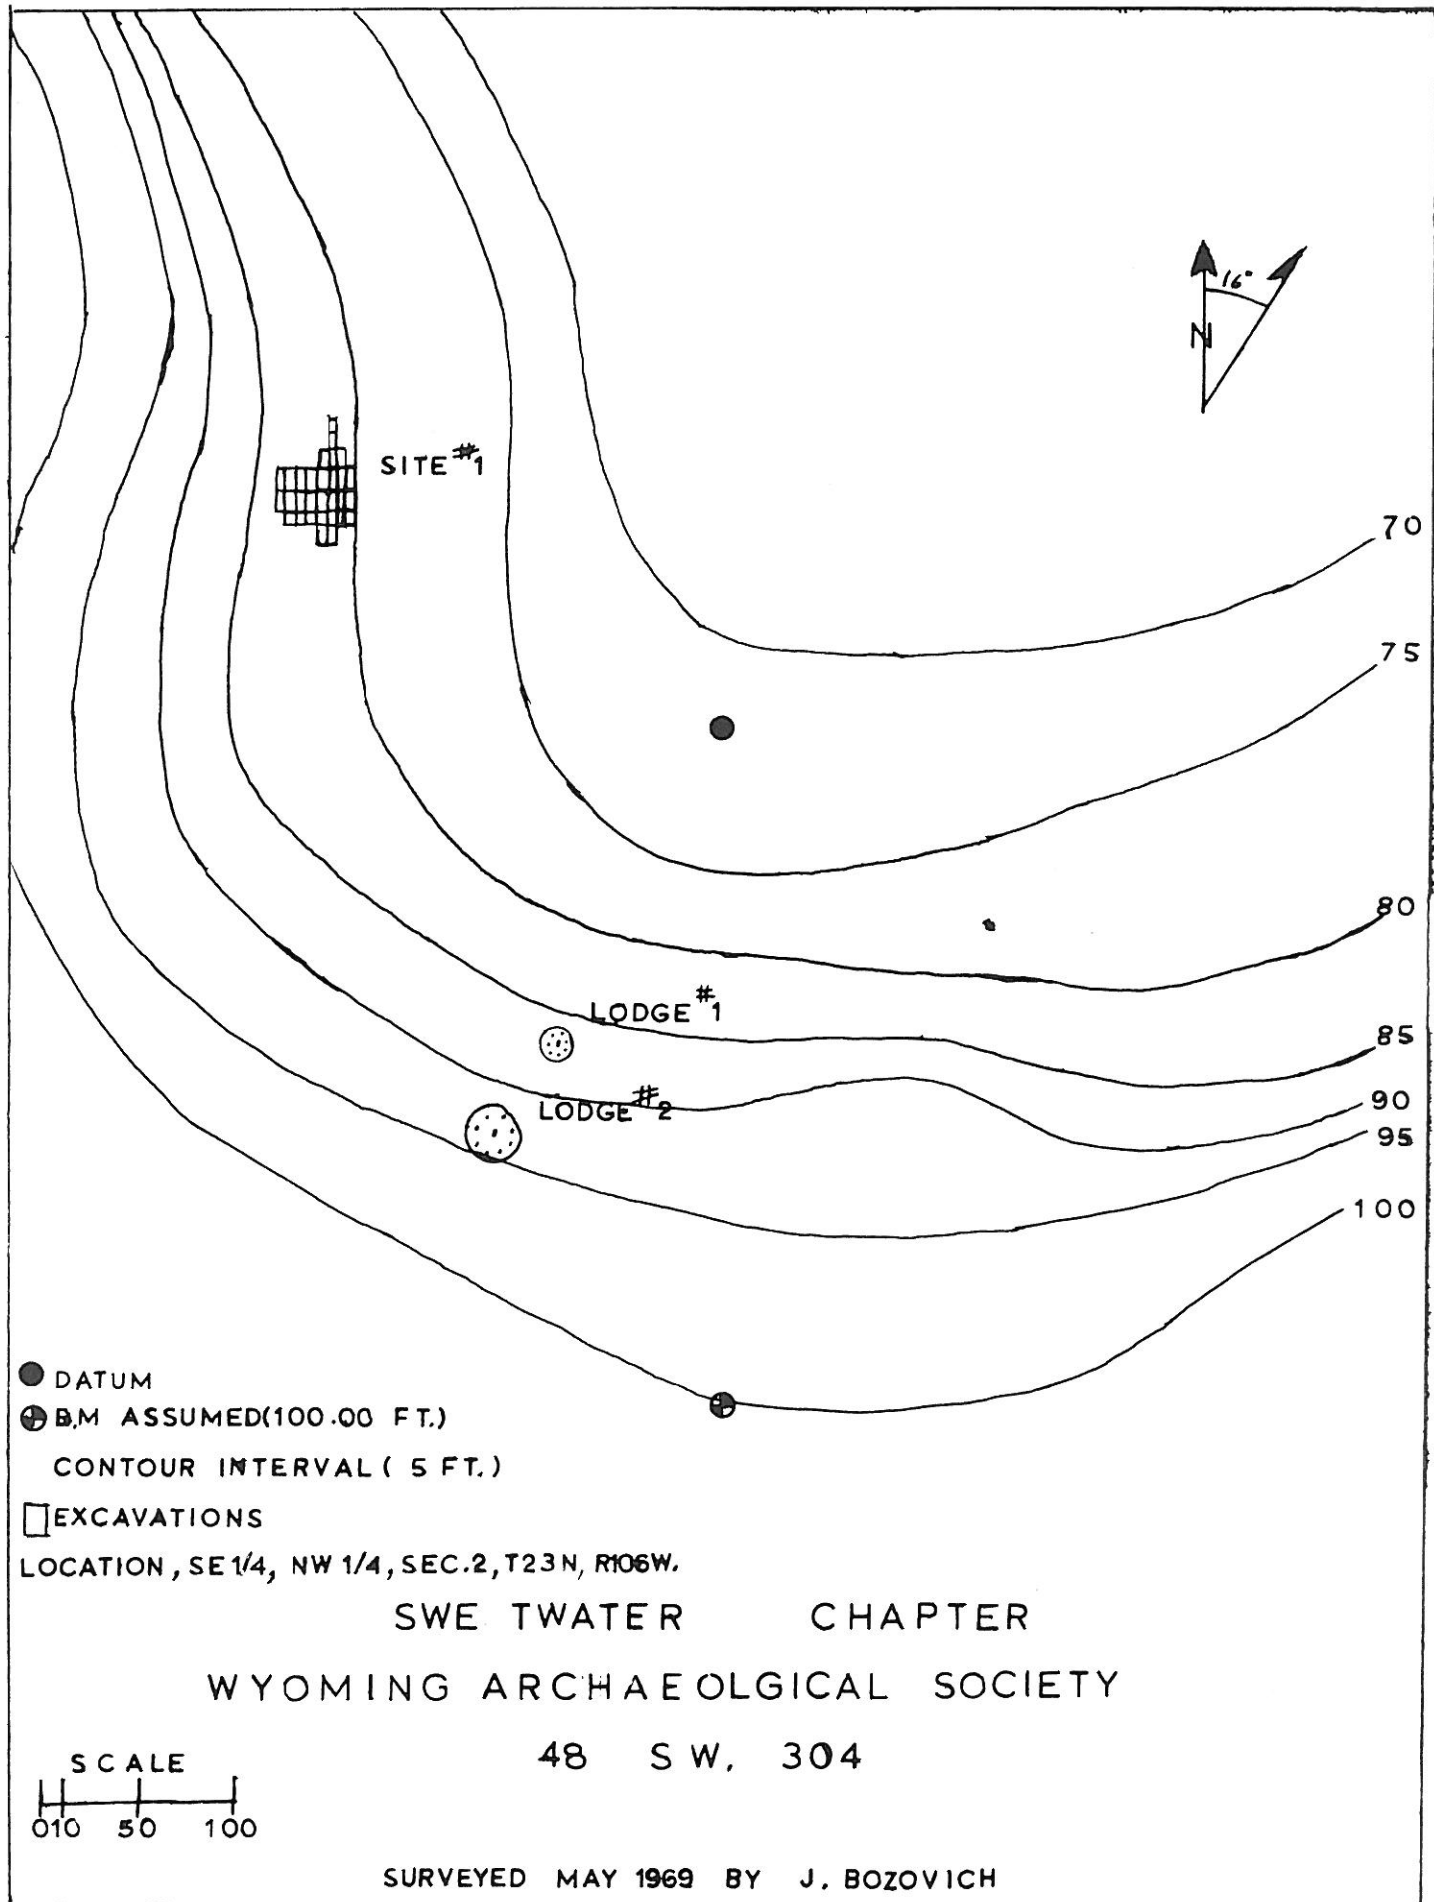 16°
N
SITE #1
70
75
80
LODGE #1
85
LODGE #2
90
95
100
DATUM
B.M ASSUMED(100.00 FT.)
CONTOUR INTERVAL ( 5 FT.)
EXCAVATIONS
LOCATION, SE 1/4, NW 1/4, SEC.2, T23N, R106W.
SWE TWATER CHAPTER
WYOMING ARCHAEOLGICAL SOCIETY
48 SW. 304
SCALE
0 10 50 100
SURVEYED MAY 1969 BY J. BOZOVICH